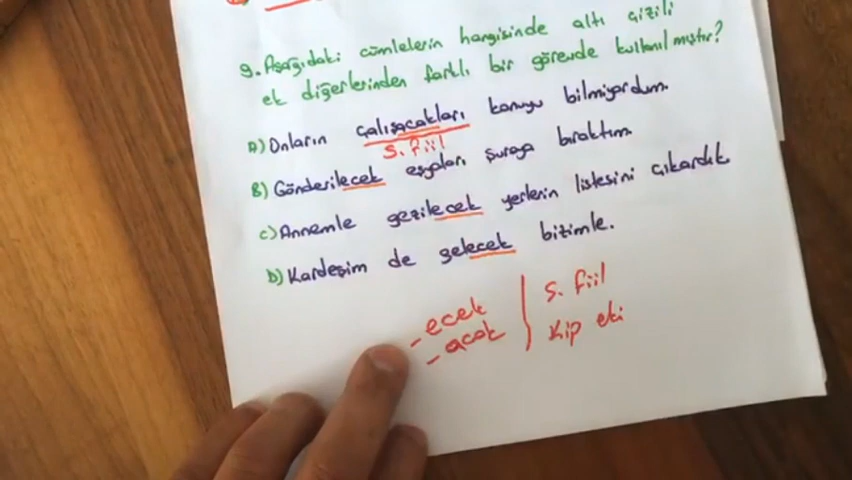 9. Aşağıdaki cümlelerin hangisinde altı çizili
ek diğerlerinden farklı bir görevde kullanılmıştır?
A) Onların çalışacakları konuyu bilmiyordum.
S. fiil
B) Gönderilecek eşyaları şuraya bıraktım.
C) Annemle gezilecek yerlerin listesini çıkardık
D) Kardeşim de gelecek bizimle.
- ecek
- acak
S. fiil
Kip eki